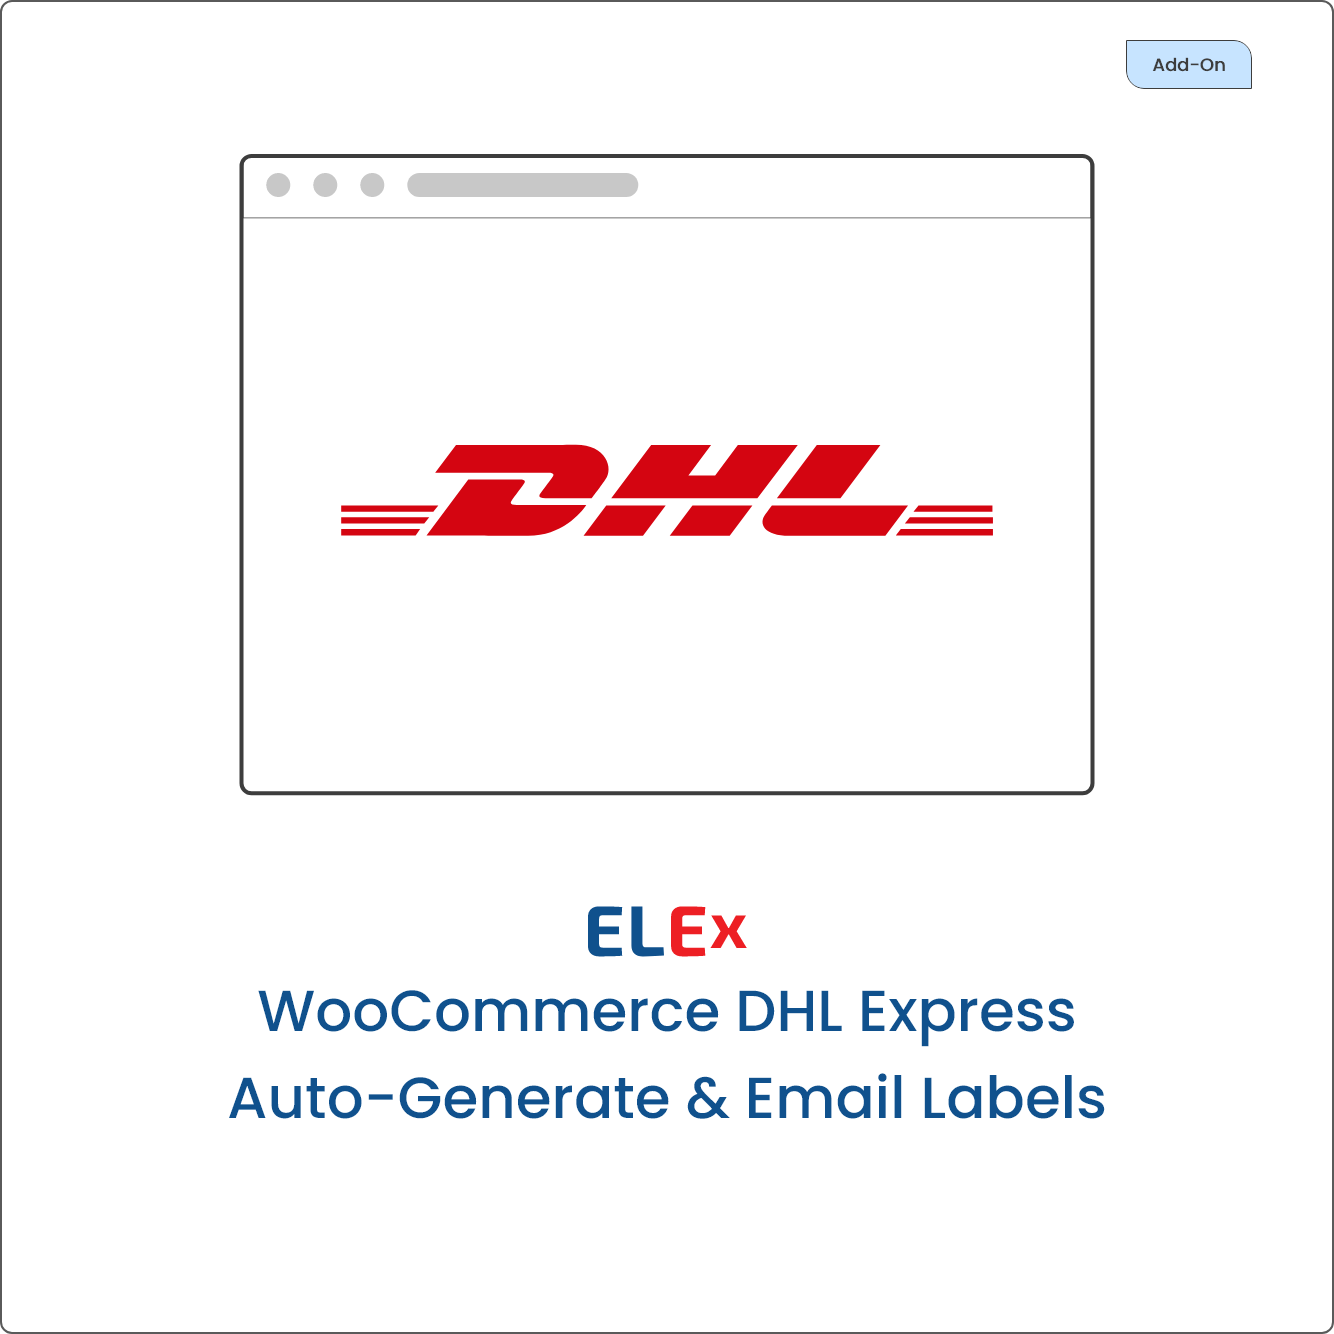 Add-On
DHL
ELEX
WooCommerce DHL Express
Auto-Generate & Email Labels